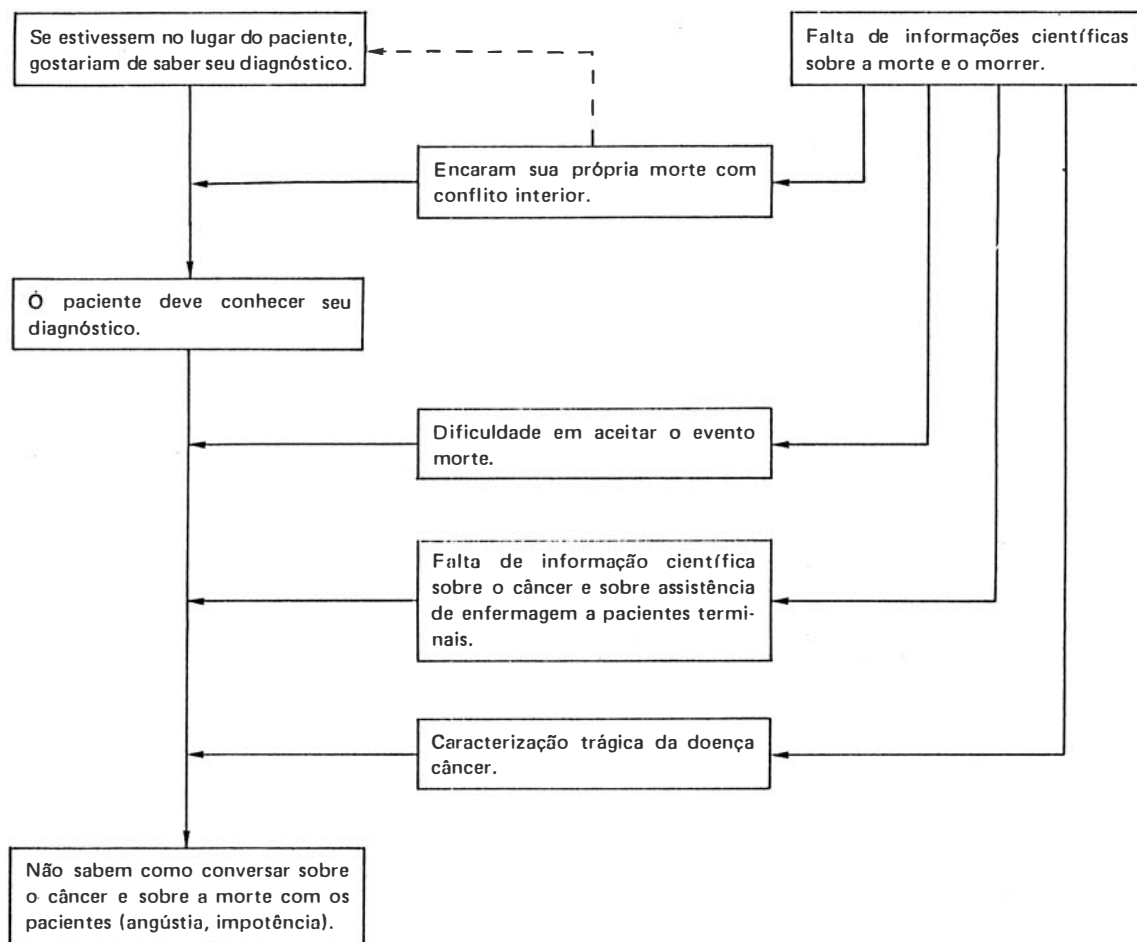 Se estivessem no lugar do paciente,
gostariam de saber seu diagnóstico.
Falta de informações científicas
sobre a morte e o morrer.
Encaram sua própria morte com
conflito interior.
O paciente deve conhecer seu
diagnóstico.
Dificuldade em aceitar o evento
morte.
Falta de informação científica
sobre o câncer e sobre assistência
de enfermagem a pacientes termi-
nais.
Caracterização trágica da doença
câncer.
Não sabem como conversar sobre
o câncer e sobre a morte com os
pacientes (angústia, impotência).